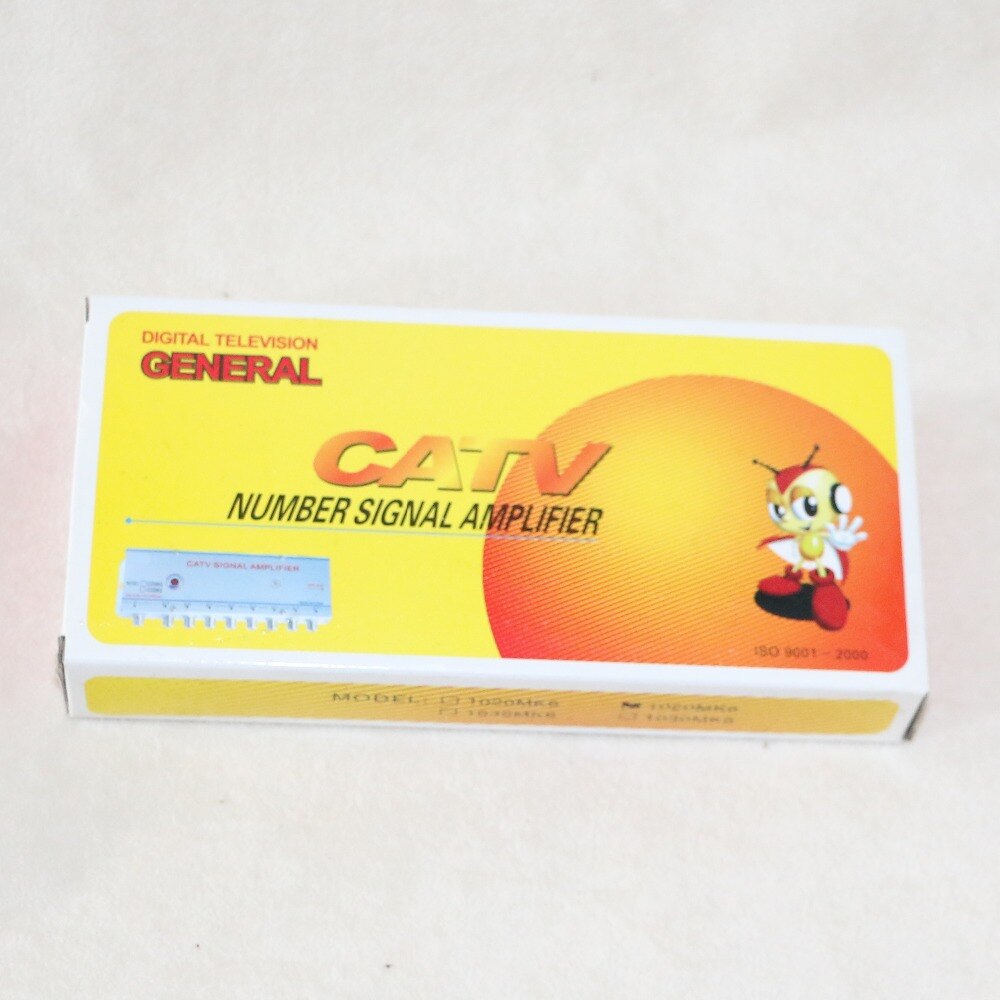 DIGITAL TELEVISION
GENERAL
CATV
NUMBER SIGNAL AMPLIFIER
CATV SIGNAL AMPLIFIER
ISO 9001 - 2000
MODEL: